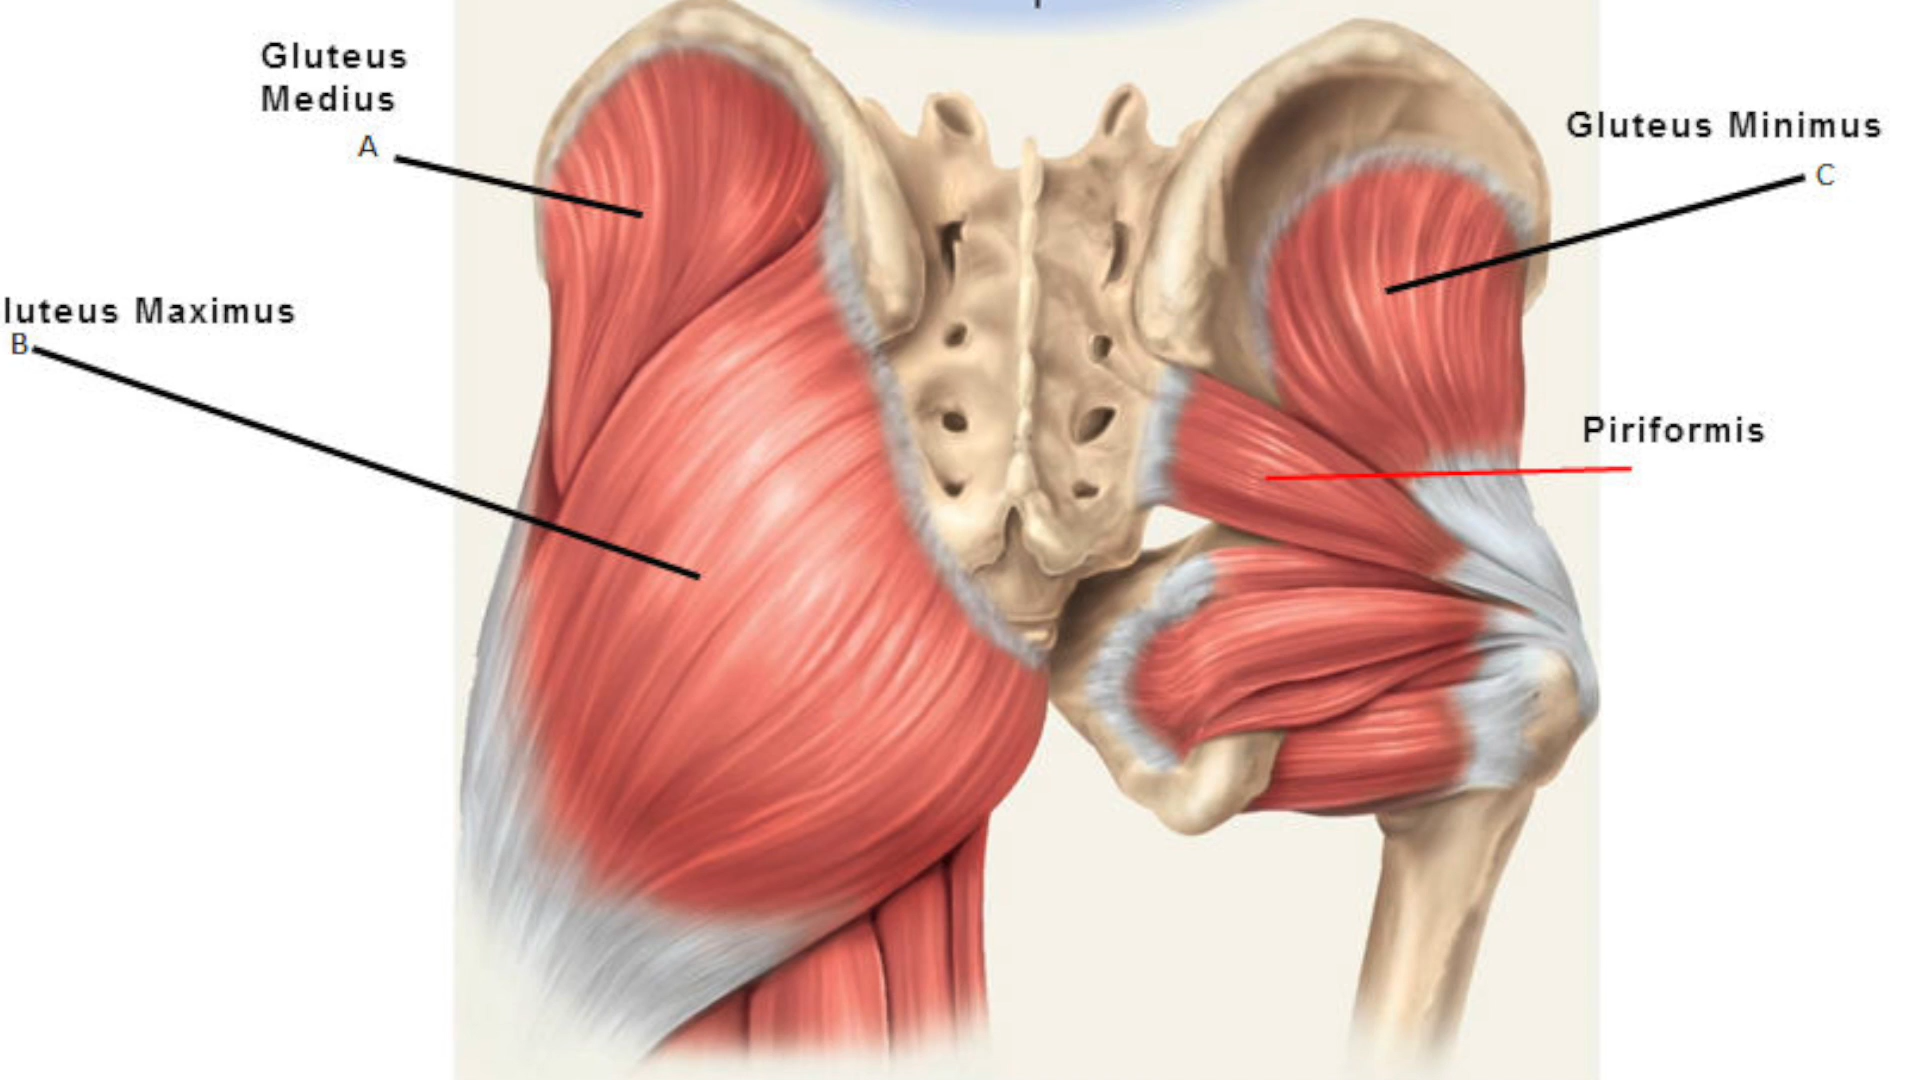 Gluteus
Medius
A
Gluteus Minimus
C
luteus Maximus
B
Piriformis